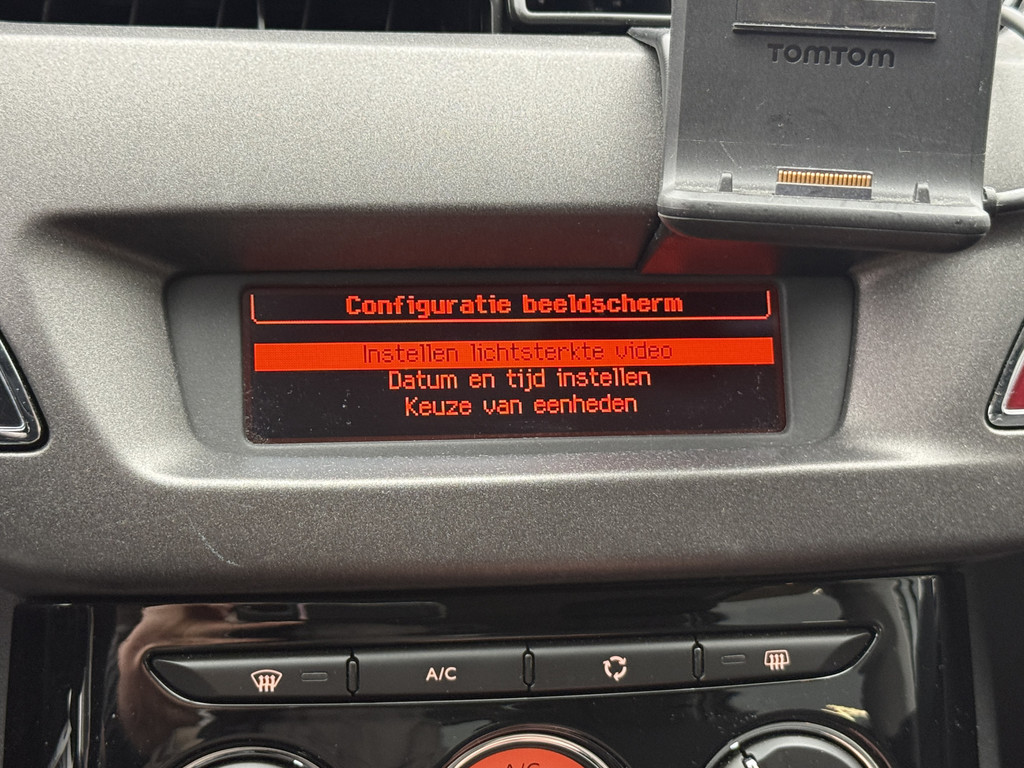 TOMTOM
Configuratie beeldscherm
Instellen lichtsterkte video
Datum en tijd instellen
Keuze van eenheden
A/C
A/C